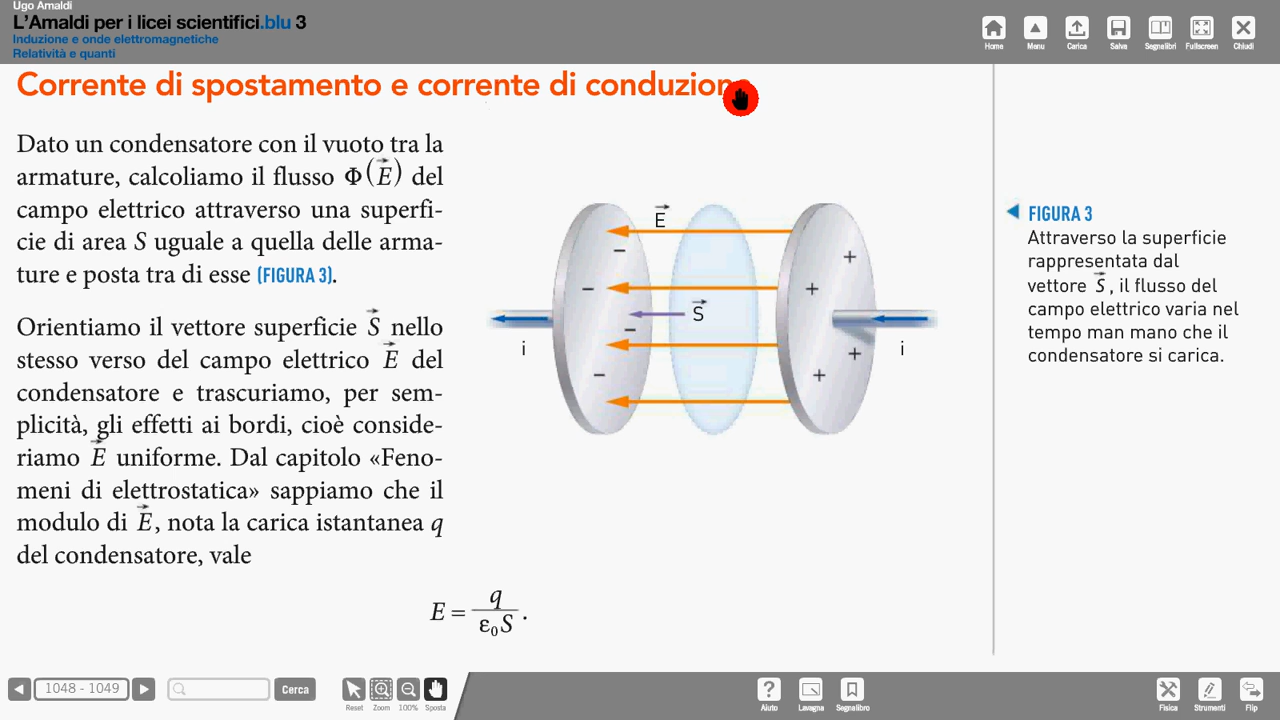 Ugo Amaldi
L'Amaldi per i licei scientifici.blu 3
Induzione e onde elettromagnetiche
Relatività e quanti
Home Menu Carica Salva Segnalibri Fullscreen Chiudi
Corrente di spostamento e corrente di conduzione
Dato un condensatore con il vuoto tra la
armature, calcoliamo il flusso Φ(E⃗) del
campo elettrico attraverso una superfi-
cie di area S uguale a quella delle arma-
ture e posta tra di esse (FIGURA 3).
Orientiamo il vettore superficie S⃗ nello
stesso verso del campo elettrico E⃗ del
condensatore e trascuriamo, per sem-
plicità, gli effetti ai bordi, cioè conside-
riamo E⃗ uniforme. Dal capitolo «Feno-
meni di elettrostatica» sappiamo che il
modulo di E⃗, nota la carica istantanea q
del condensatore, vale
E = q / ε₀S .
E⃗
S⃗
i
i
− − − −
+ + + +
◀ FIGURA 3
Attraverso la superficie
rappresentata dal
vettore S⃗, il flusso del
campo elettrico varia nel
tempo man mano che il
condensatore si carica.
1048 - 1049
Cerca
Reset Zoom 100% Sposta
Aiuto Lavagna Segnalibro
Fisica Strumenti Flip